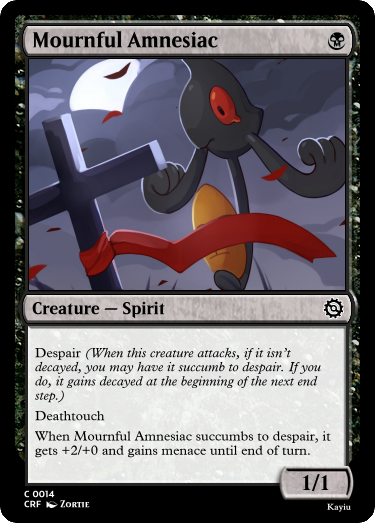 Mournful Amnesiac
Creature — Spirit
Despair (When this creature attacks, if it isn't
decayed, you may have it succumb to despair. If you
do, it gains decayed at the beginning of the next end
step.)
Deathtouch
When Mournful Amnesiac succumbs to despair, it
gets +2/+0 and gains menace until end of turn.
1/1
C 0014
CRF Zortie
Kayiu